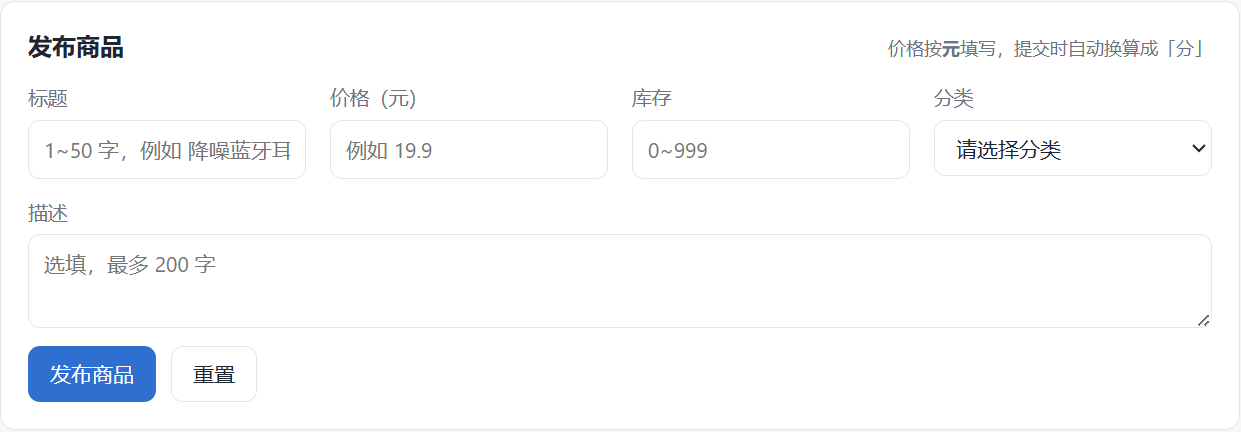 发布商品
价格按元填写，提交时自动换算成「分」
标题
价格（元）
库存
分类
1~50 字，例如 降噪蓝牙耳
例如 19.9
0~999
请选择分类
描述
选填，最多 200 字
发布商品
重置